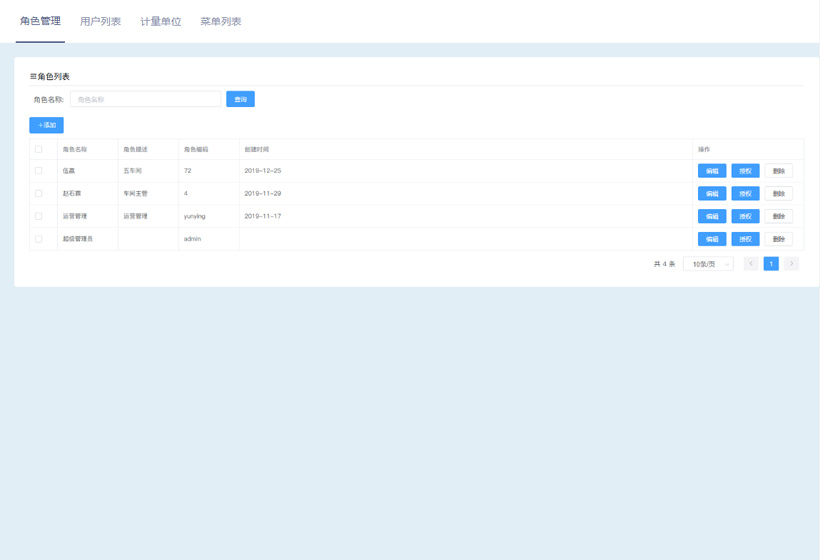 角色管理 用户列表 计量单位 菜单列表
角色列表
角色名称: 角色名称 查询
+添加
角色名称 角色描述 角色编码 创建时间 操作
伍赢 五车间 72 2019-12-25 编辑 授权 删除
赵石磊 车间主管 4 2019-11-29 编辑 授权 删除
运营管理 运营管理 yunying 2019-11-17 编辑 授权 删除
超级管理员 admin 编辑 授权 删除
共 4 条 10条/页 1